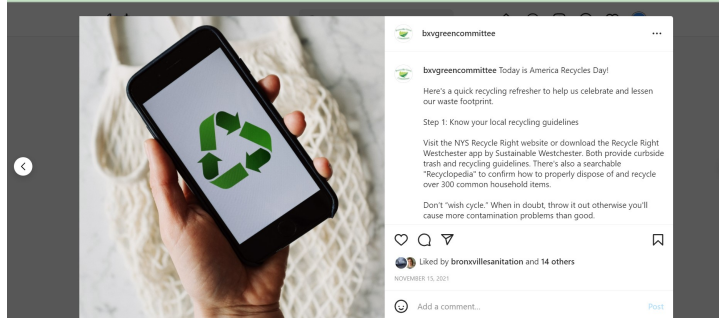 bxvgreencommittee
bxvgreencommittee Today is America Recycles Day!
Here's a quick recycling refresher to help us celebrate and lessen
our waste footprint.
Step 1: Know your local recycling guidelines
Visit the NYS Recycle Right website or download the Recycle Right
Westchester app by Sustainable Westchester. Both provide curbside
trash and recycling guidelines. There's also a searchable
"Recyclopedia" to confirm how to properly dispose of and recycle
over 300 common household items.
Don't "wish cycle." When in doubt, throw it out otherwise you'll
cause more contamination problems than good.
Liked by bronxvillesanitation and 14 others
NOVEMBER 15, 2021
Add a comment... Post